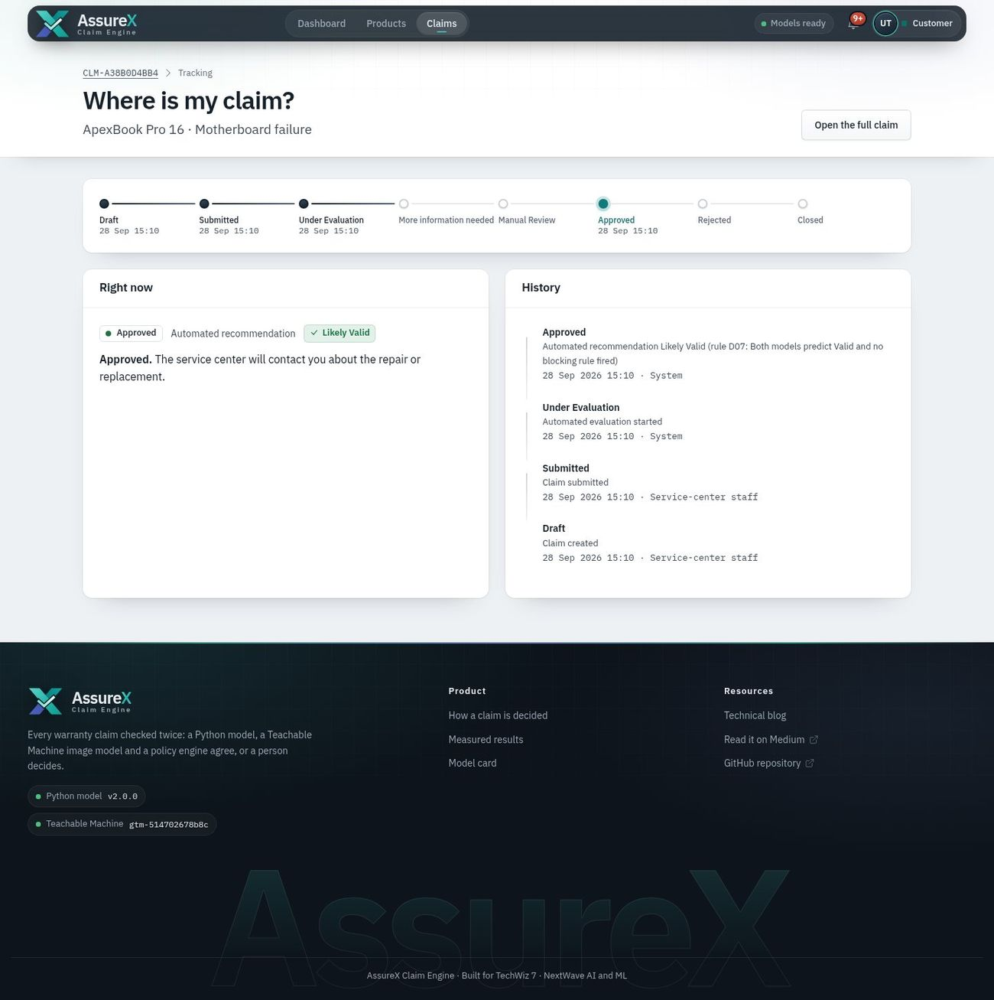 AssureX
Claim Engine
Dashboard Products Claims
Models ready
9+
UT
Customer
CLM-A38B0D4BB4 > Tracking
Where is my claim?
ApexBook Pro 16 · Motherboard failure
Open the full claim
Draft
28 Sep 15:10
Submitted
28 Sep 15:10
Under Evaluation
28 Sep 15:10
More information needed
Manual Review
Approved
28 Sep 15:10
Rejected
Closed
Right now
Approved Automated recommendation Likely Valid
Approved. The service center will contact you about the repair or
replacement.
History
Approved
Automated recommendation Likely Valid (rule D07: Both models predict Valid and no
blocking rule fired)
28 Sep 2026 15:10 · System
Under Evaluation
Automated evaluation started
28 Sep 2026 15:10 · System
Submitted
Claim submitted
28 Sep 2026 15:10 · Service-center staff
Draft
Claim created
28 Sep 2026 15:10 · Service-center staff
AssureX
Claim Engine
Every warranty claim checked twice: a Python model, a Teachable
Machine image model and a policy engine agree, or a person
decides.
Python model v2.0.0
Teachable Machine gtm-514702678b8c
Product
How a claim is decided
Measured results
Model card
Resources
Technical blog
Read it on Medium
GitHub repository
AssureX
AssureX Claim Engine · Built for TechWiz 7 · NextWave AI and ML